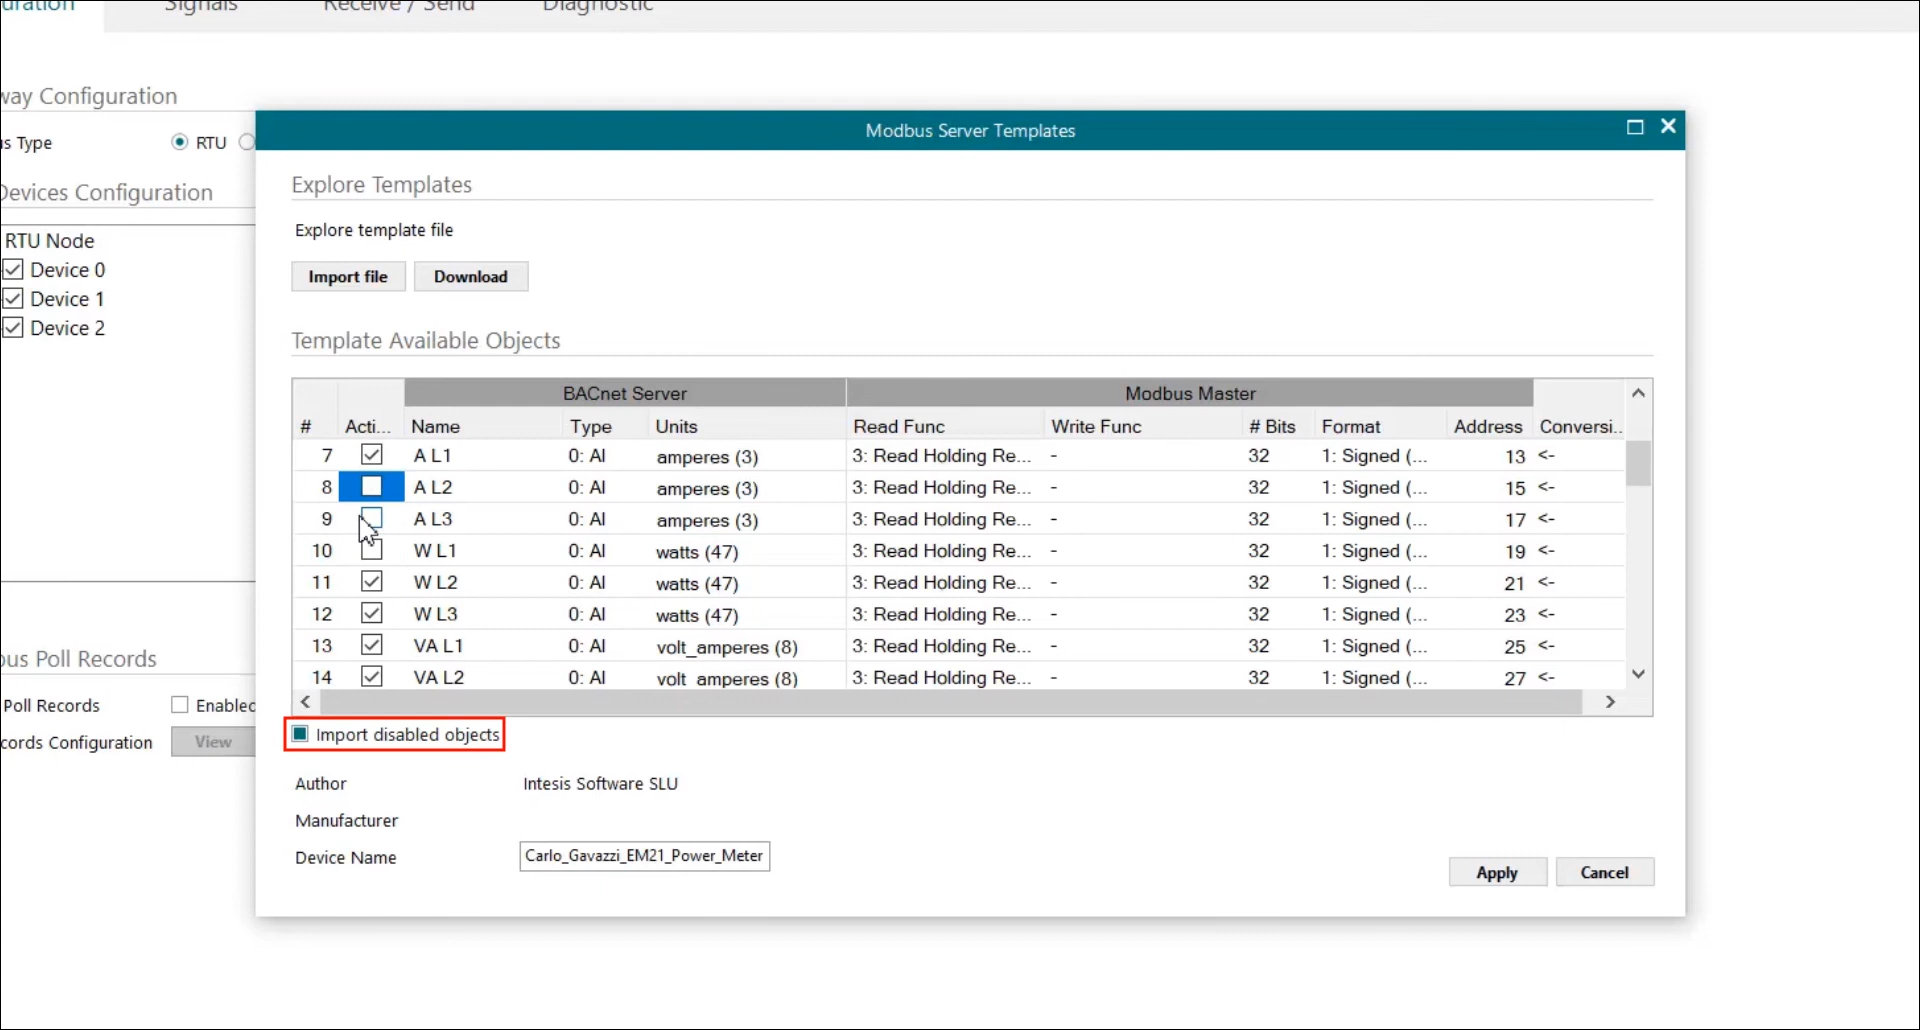 uration Signals Receive / Send Diagnostic
way Configuration
us Type RTU
Devices Configuration
RTU Node
Device 0
Device 1
Device 2
ous Poll Records
Poll Records Enabled
cords Configuration View
Modbus Server Templates
Explore Templates
Explore template file
Import file Download
Template Available Objects
BACnet Server Modbus Master
# Acti... Name Type Units Read Func Write Func # Bits Format Address Conversi..
7 A L1 0: AI amperes (3) 3: Read Holding Re... - 32 1: Signed (... 13 <-
8 A L2 0: AI amperes (3) 3: Read Holding Re... - 32 1: Signed (... 15 <-
9 A L3 0: AI amperes (3) 3: Read Holding Re... - 32 1: Signed (... 17 <-
10 W L1 0: AI watts (47) 3: Read Holding Re... - 32 1: Signed (... 19 <-
11 W L2 0: AI watts (47) 3: Read Holding Re... - 32 1: Signed (... 21 <-
12 W L3 0: AI watts (47) 3: Read Holding Re... - 32 1: Signed (... 23 <-
13 VA L1 0: AI volt_amperes (8) 3: Read Holding Re... - 32 1: Signed (... 25 <-
14 VA L2 0: AI volt_amperes (8) 3: Read Holding Re... - 32 1: Signed (... 27 <-
Import disabled objects
Author Intesis Software SLU
Manufacturer
Device Name Carlo_Gavazzi_EM21_Power_Meter
Apply Cancel